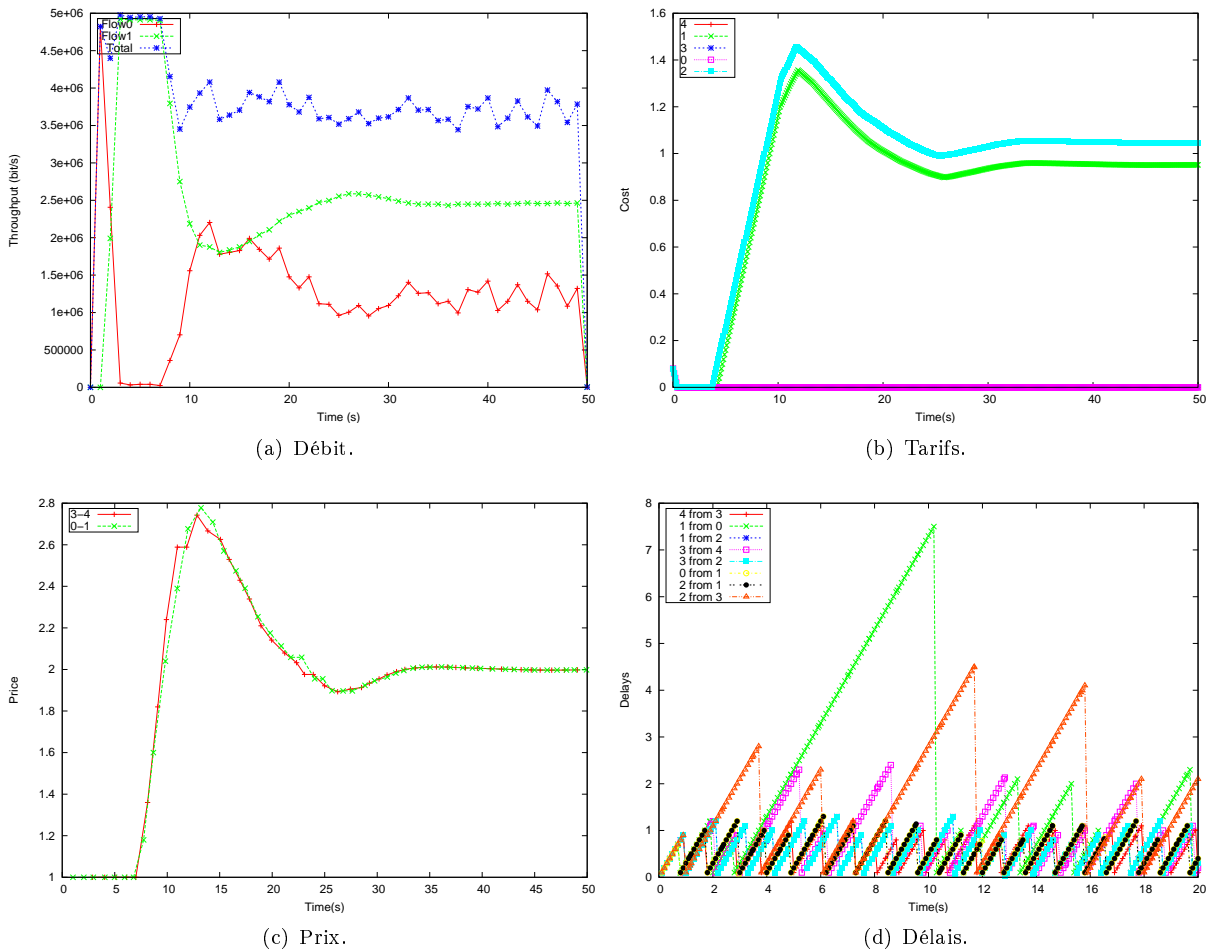 5e+06
4.5e+06
4e+06
3.5e+06
3e+06
2.5e+06
2e+06
1.5e+06
1e+06
500000
0
Throughput (bit/s)
Flow0
Flow1
Total
0 10 20 30 40 50
Time (s)
(a) Débit.
1.6
1.4
1.2
1
0.8
0.6
0.4
0.2
0
Cost
4
1
3
0
2
0 10 20 30 40 50
Time(s)
(b) Tarifs.
2.8
2.6
2.4
2.2
2
1.8
1.6
1.4
1.2
1
Price
3-4
0-1
0 5 10 15 20 25 30 35 40 45 50
Time(s)
(c) Prix.
8
7
6
5
4
3
2
1
0
Delays
4 from 3
1 from 0
1 from 2
3 from 4
3 from 2
0 from 1
2 from 1
2 from 3
0 2 4 6 8 10 12 14 16 18 20
Time(s)
(d) Délais.